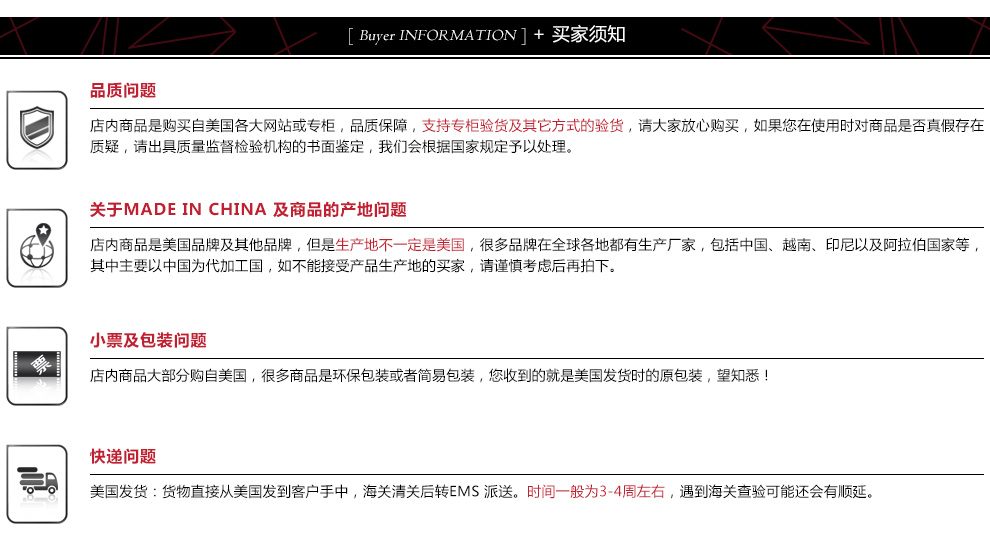 [ Buyer INFORMATION ] + 买家须知
品质问题
店内商品是购买自美国各大网站或专柜，品质保障，支持专柜验货及其它方式的验货，请大家放心购买，如果您在使用时对商品是否真假存在
质疑，请出具质量监督检验机构的书面鉴定，我们会根据国家规定予以处理。
关于MADE IN CHINA 及商品的产地问题
店内商品是美国品牌及其他品牌，但是生产地不一定是美国，很多品牌在全球各地都有生产厂家，包括中国、越南、印尼以及阿拉伯国家等，
其中主要以中国为代加工国，如不能接受产品生产地的买家，请谨慎考虑后再拍下。
小票及包装问题
票
店内商品大部分购自美国，很多商品是环保包装或者简易包装，您收到的就是美国发货时的原包装，望知悉！
快递问题
美国发货：货物直接从美国发到客户手中，海关清关后转EMS 派送。时间一般为3-4周左右，遇到海关查验可能还会有顺延。